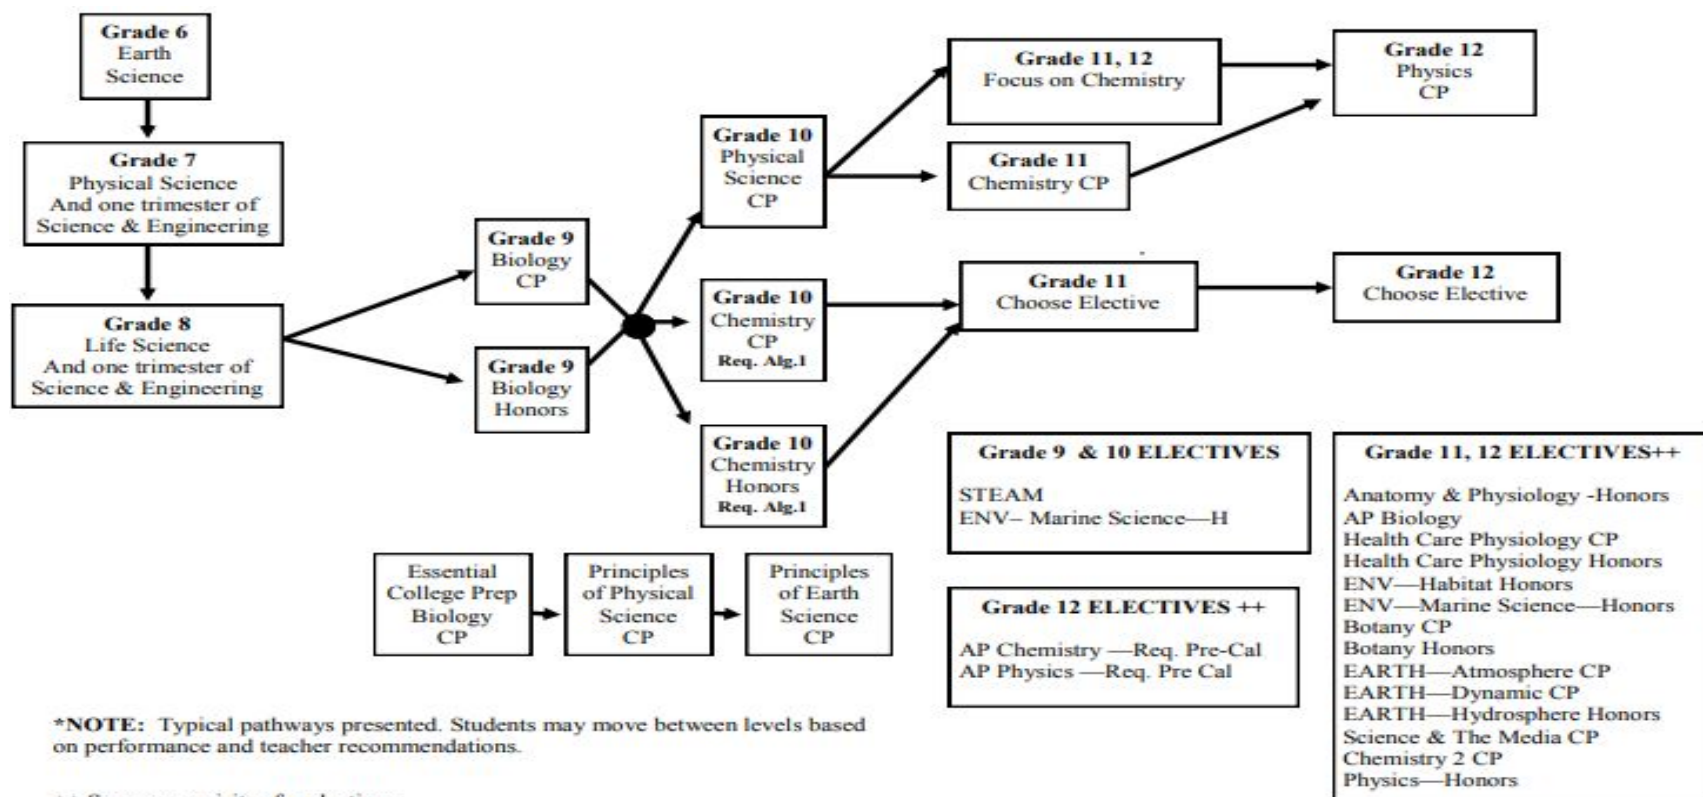 Grade 6
Earth
Science
Grade 7
Physical Science
And one trimester of
Science & Engineering
Grade 8
Life Science
And one trimester of
Science & Engineering
Grade 9
Biology
CP
Grade 9
Biology
Honors
Grade 10
Physical
Science
CP
Grade 10
Chemistry
CP
Req. Alg.1
Grade 10
Chemistry
Honors
Req. Alg.1
Grade 11, 12
Focus on Chemistry
Grade 11
Chemistry CP
Grade 12
Physics
CP
Grade 11
Choose Elective
Grade 12
Choose Elective
Essential
College Prep
Biology
CP
Principles
of Physical
Science
CP
Principles
of Earth
Science
CP
Grade 9 & 10 ELECTIVES
STEAM
ENV– Marine Science—H
Grade 12 ELECTIVES ++
AP Chemistry —Req. Pre-Cal
AP Physics —Req. Pre Cal
Grade 11, 12 ELECTIVES++
Anatomy & Physiology -Honors
AP Biology
Health Care Physiology CP
Health Care Physiology Honors
ENV—Habitat Honors
ENV—Marine Science—Honors
Botany CP
Botany Honors
EARTH—Atmosphere CP
EARTH—Dynamic CP
EARTH—Hydrosphere Honors
Science & The Media CP
Chemistry 2 CP
Physics—Honors
*NOTE: Typical pathways presented. Students may move between levels based
on performance and teacher recommendations.